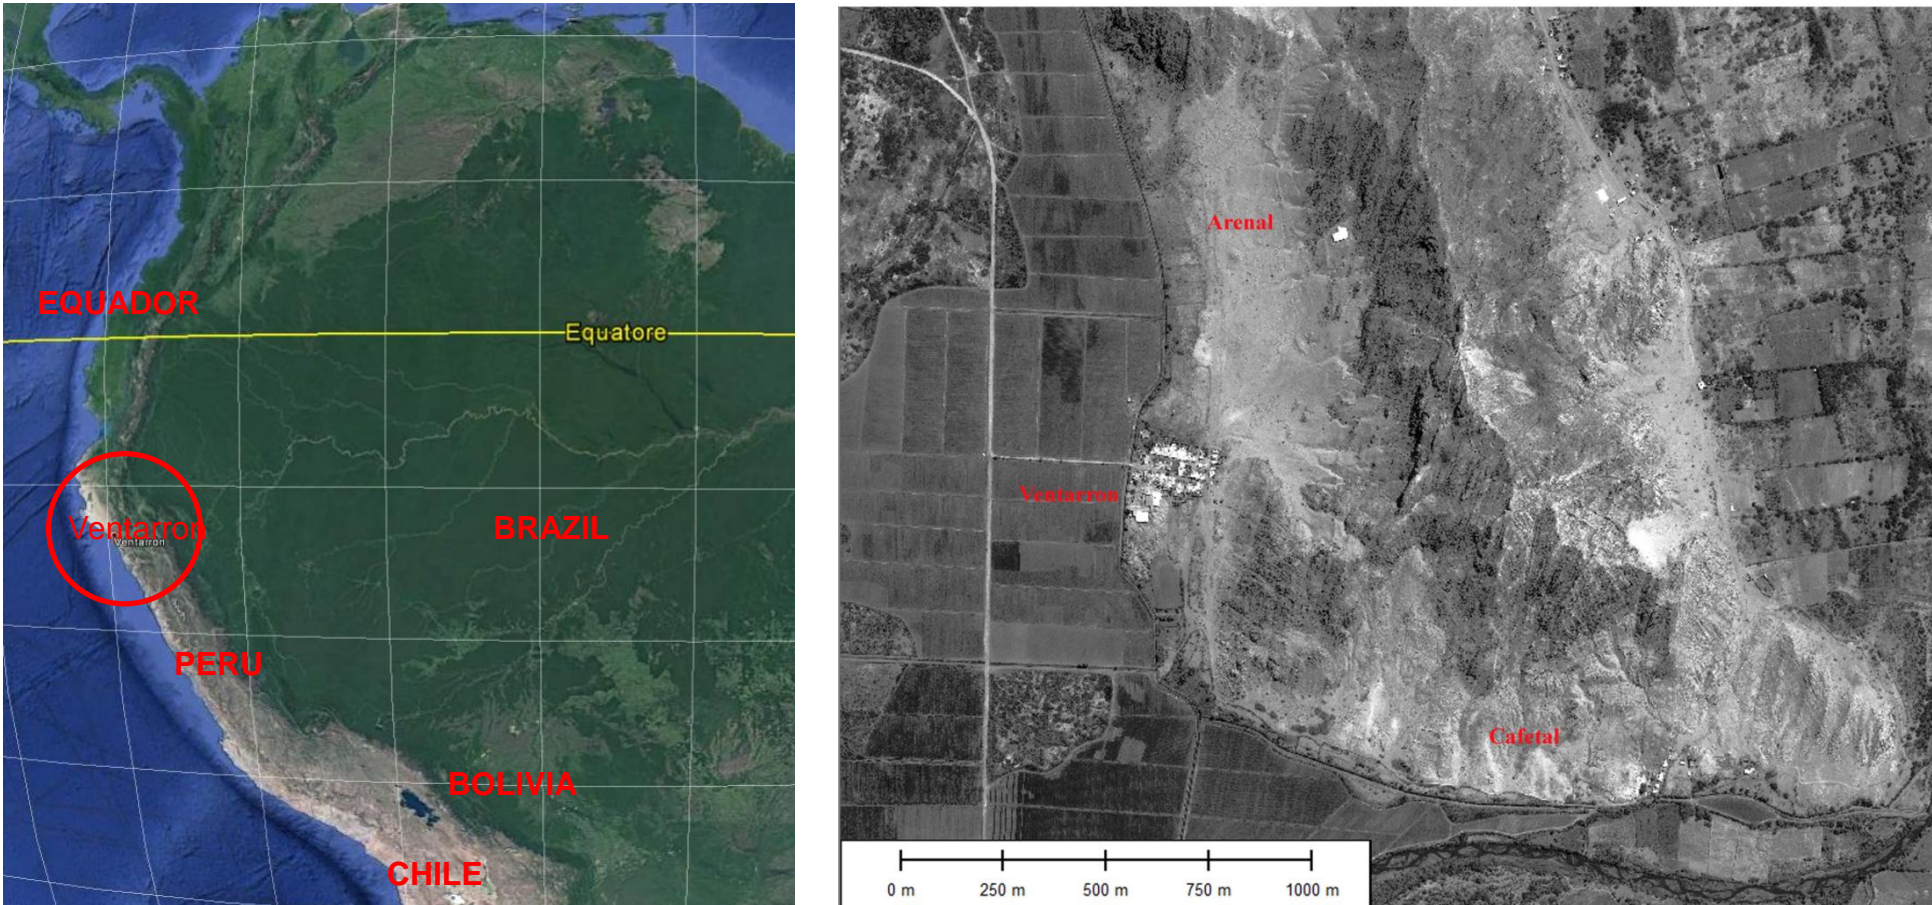 EQUADOR
Equatore
Ventarron
Ventarron
BRAZIL
PERU
BOLIVIA
CHILE
Arenal
Ventarron
Cafetal
0 m 250 m 500 m 750 m 1000 m